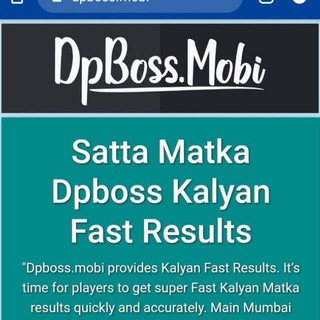 DpBoss.Mobi
Satta Matka
Dpboss Kalyan
Fast Results
"Dpboss.mobi provides Kalyan Fast Results. It's
time for players to get super Fast Kalyan Matka
results quickly and accurately. Main Mumbai